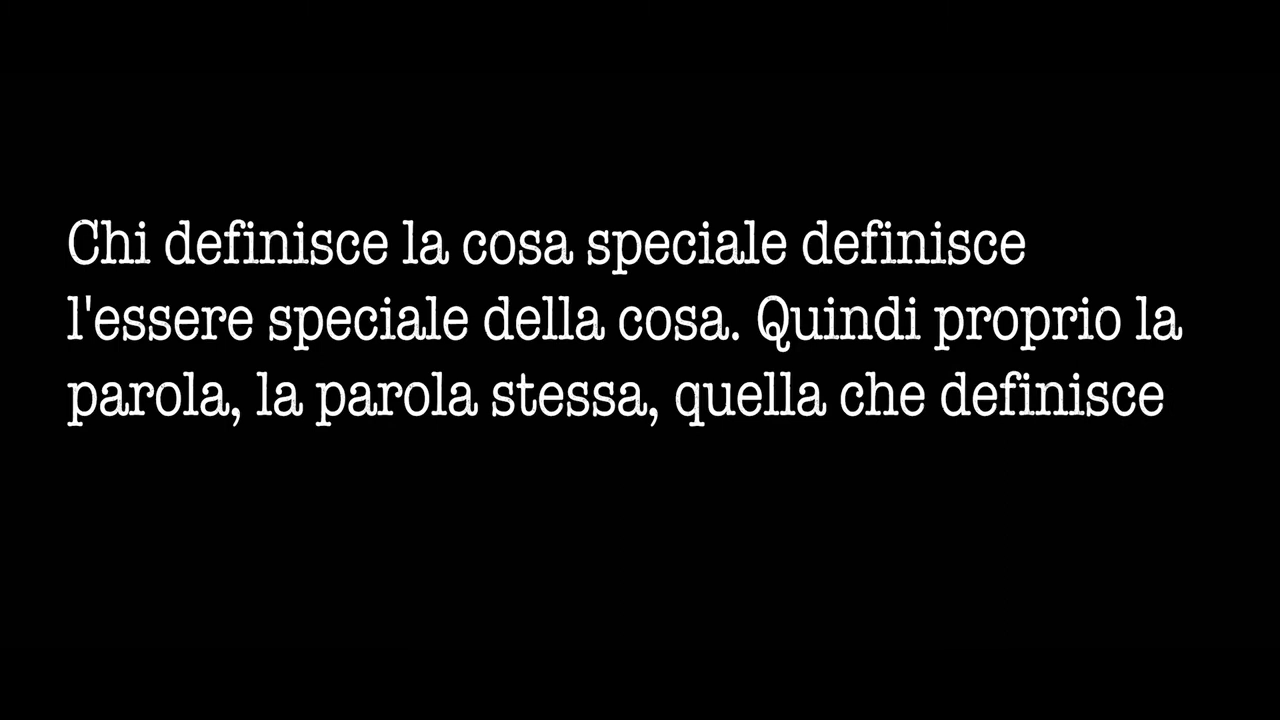 Chi definisce la cosa speciale definisce
l'essere speciale della cosa. Quindi proprio la
parola, la parola stessa, quella che definisce